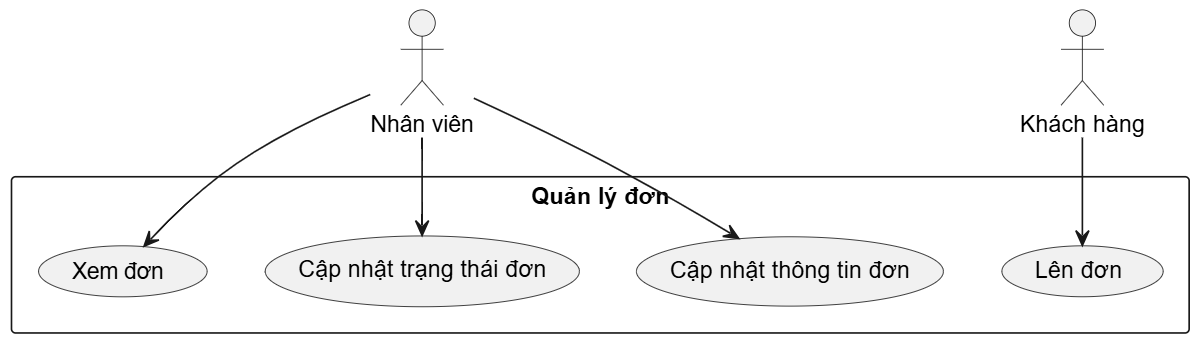 Nhân viên
Khách hàng
Quản lý đơn
Xem đơn
Cập nhật trạng thái đơn
Cập nhật thông tin đơn
Lên đơn